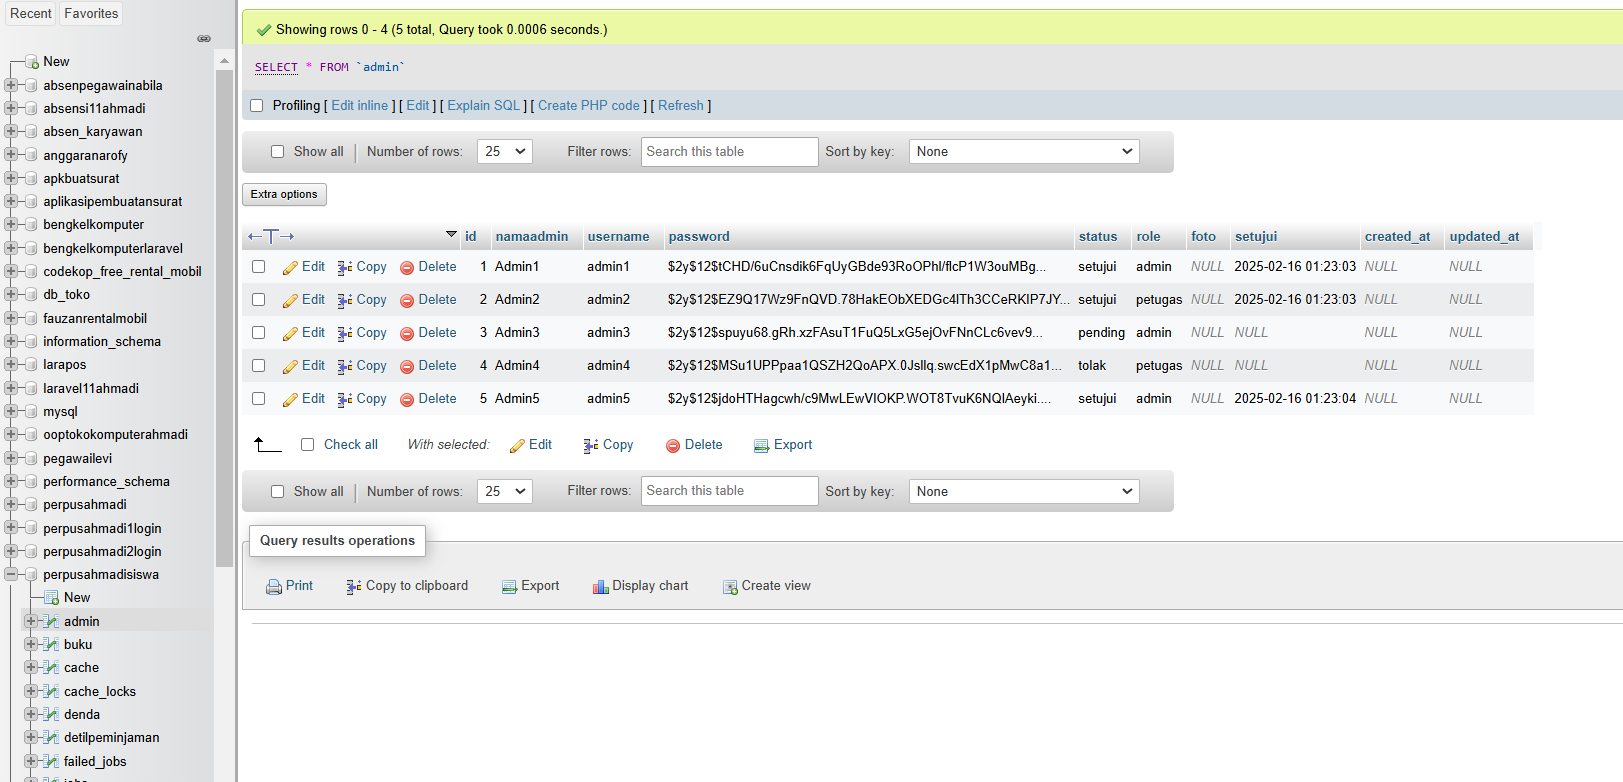 Recent Favorites
New
absenpegawainabila
absensi11ahmadi
absen_karyawan
anggaranarofy
apkbuatsurat
aplikasipembuatansurat
bengkelkomputer
bengkelkomputerlaravel
codekop_free_rental_mobil
db_toko
fauzanrentalmobil
information_schema
larapos
laravel11ahmadi
mysql
ooptokokomputerahmadi
pegawailevi
performance_schema
perpusahmadi
perpusahmadi1login
perpusahmadi2login
perpusahmadisiswa
New
admin
buku
cache
cache_locks
denda
detilpeminjaman
failed_jobs
Showing rows 0 - 4 (5 total, Query took 0.0006 seconds.)
SELECT * FROM `admin`
Profiling [ Edit inline ] [ Edit ] [ Explain SQL ] [ Create PHP code ] [ Refresh ]
Show all Number of rows: 25 Filter rows: Search this table Sort by key: None
Extra options
id namaadmin username password status role foto setujui created_at updated_at
Edit Copy Delete 1 Admin1 admin1 $2y$12$tCHD/6uCnsdik6FqUyGBde93RoOPhI/flcP1W3ouMBg... setujui admin NULL 2025-02-16 01:23:03 NULL NULL
Edit Copy Delete 2 Admin2 admin2 $2y$12$EZ9Q17Wz9FnQVD.78HakEObXEDGc4lTh3CCeRKIP7JY... setujui petugas NULL 2025-02-16 01:23:03 NULL NULL
Edit Copy Delete 3 Admin3 admin3 $2y$12$spuyu68.gRh.xzFAsuT1FuQ5LxG5ejOvFNnCLc6vev9... pending admin NULL NULL NULL NULL
Edit Copy Delete 4 Admin4 admin4 $2y$12$MSu1UPPpaa1QSZH2QoAPX.0Jsllq.swcEdX1pMwC8a1... tolak petugas NULL NULL NULL NULL
Edit Copy Delete 5 Admin5 admin5 $2y$12$jdoHTHagcwh/c9MwLEwVIOKP.WOT8TvuK6NQlAeyki.... setujui admin NULL 2025-02-16 01:23:04 NULL NULL
Check all With selected: Edit Copy Delete Export
Show all Number of rows: 25 Filter rows: Search this table Sort by key: None
Query results operations
Print Copy to clipboard Export Display chart Create view